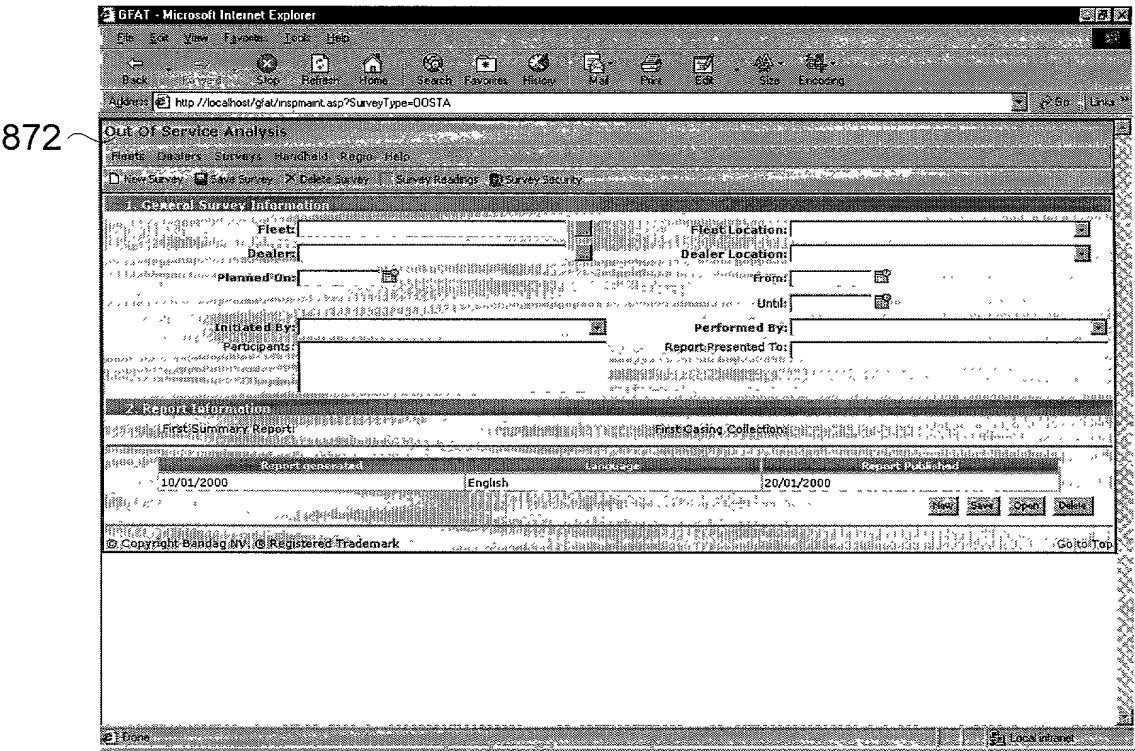 GFAT - Microsoft Internet Explorer
File Edit View Favorites Tools Help
Back Forward Stop Refresh Home Search Favorites History Mail Print Edit Size Encoding
Address http://localhost/gfat/inspmaint.asp?SurveyType=OOSTA Go Links »
872
Out Of Service Analysis
Fleets Dealers Surveys Handheld Regio Help
New Survey Save Survey Delete Survey Survey Readings Survey Security
1. General Survey Information
Fleet: Fleet Location:
Dealer: Dealer Location:
Planned On: From:
Until:
Initiated By: Performed By:
Participants: Report Presented To:
2. Report Information
First Summary Report: First Casing Collection:
Report generated Language Report Published
10/01/2000 English 20/01/2000
New Save Open Delete
© Copyright Bandag NV. ® Registered Trademark Go to Top
Done Local intranet